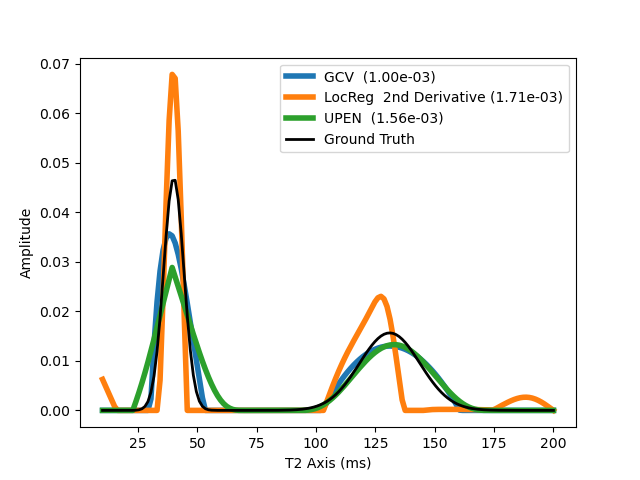 0.07
0.06
0.05
0.04
0.03
0.02
0.01
0.00
Amplitude
GCV (1.00e-03)
LocReg 2nd Derivative (1.71e-03)
UPEN (1.56e-03)
Ground Truth
25 50 75 100 125 150 175 200
T2 Axis (ms)